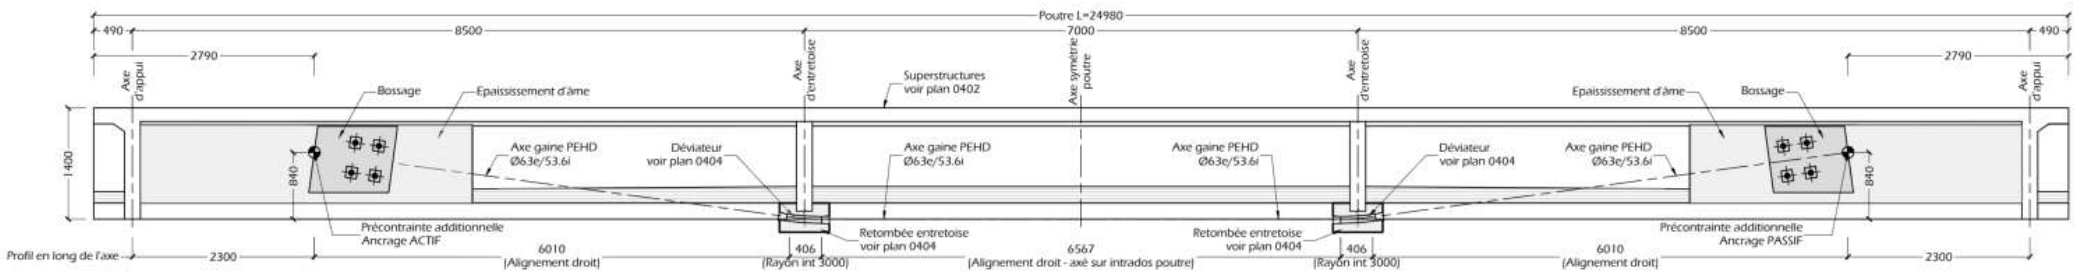 Poutre L=24980
490
8500
7000
8500
490
2790
2790
Axe
d'appui
Axe
d'entretoise
Axe symétrie
poutre
Axe
d'entretoise
Axe
d'appui
Superstructures
voir plan 0402
Bossage
Epaississement d'âme
Epaississement d'âme
Bossage
1400
840
840
Axe gaine PEHD
Ø63e/53.6i
Déviateur
voir plan 0404
Axe gaine PEHD
Ø63e/53.6i
Axe gaine PEHD
Ø63e/53.6i
Déviateur
voir plan 0404
Axe gaine PEHD
Ø63e/53.6i
Précontrainte additionnelle
Ancrage ACTIF
Retombée entretoise
voir plan 0404
Retombée entretoise
voir plan 0404
Précontrainte additionnelle
Ancrage PASSIF
Profil en long de l'axe
2300
6010
(Alignement droit)
406
(Rayon int 3000)
6567
(Alignement droit - axé sur intrados poutre)
406
(Rayon int 3000)
6010
(Alignement droit)
2300